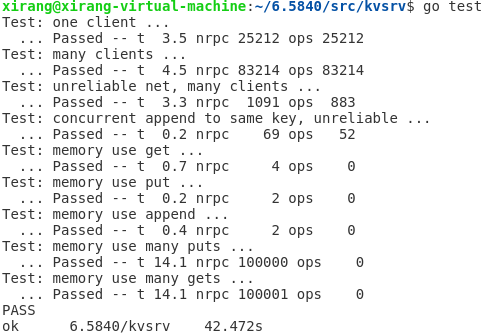 xirang@xirang-virtual-machine:~/6.5840/src/kvsrv$ go test
Test: one client ...
  ... Passed -- t  3.5 nrpc 25212 ops 25212
Test: many clients ...
  ... Passed -- t  4.5 nrpc 83214 ops 83214
Test: unreliable net, many clients ...
  ... Passed -- t  3.3 nrpc  1091 ops  883
Test: concurrent append to same key, unreliable ...
  ... Passed -- t  0.2 nrpc    69 ops   52
Test: memory use get ...
  ... Passed -- t  0.7 nrpc     4 ops    0
Test: memory use put ...
  ... Passed -- t  0.2 nrpc     2 ops    0
Test: memory use append ...
  ... Passed -- t  0.4 nrpc     2 ops    0
Test: memory use many puts ...
  ... Passed -- t 14.1 nrpc 100000 ops    0
Test: memory use many gets ...
  ... Passed -- t 14.1 nrpc 100001 ops    0
PASS
ok      6.5840/kvsrv    42.472s